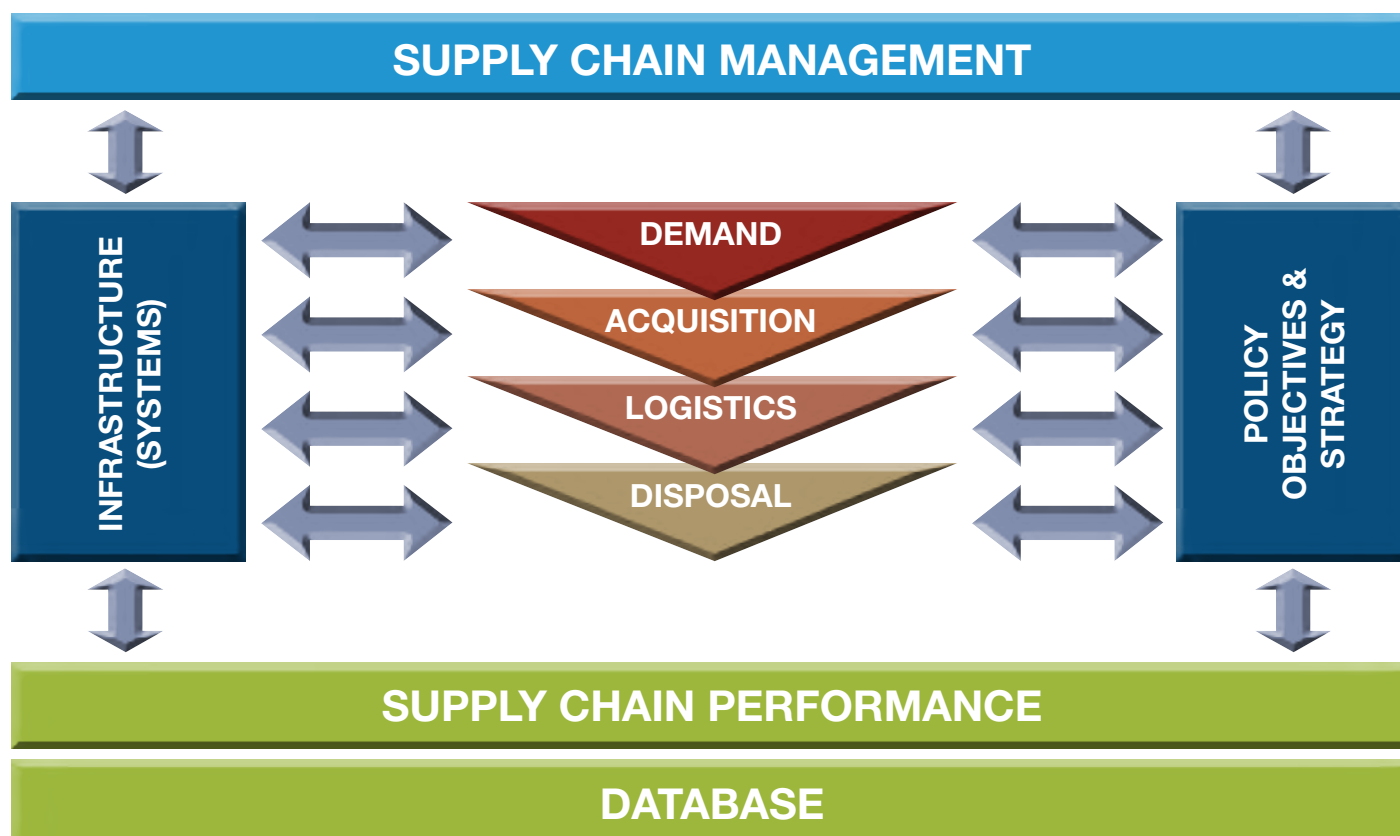 SUPPLY CHAIN MANAGEMENT
INFRASTRUCTURE
(SYSTEMS)
DEMAND
ACQUISITION
LOGISTICS
DISPOSAL
POLICY
OBJECTIVES &
STRATEGY
SUPPLY CHAIN PERFORMANCE
DATABASE